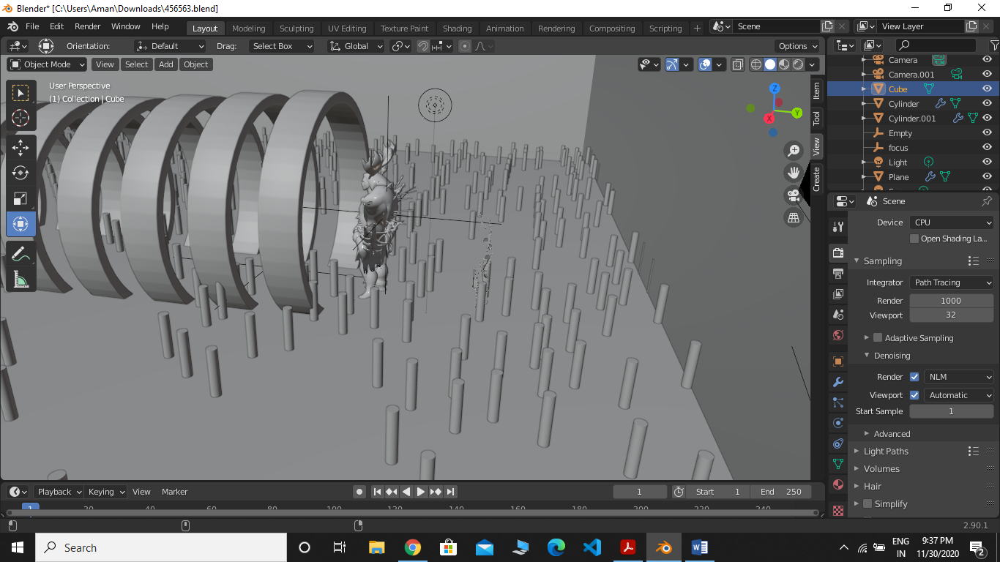 Blender* [C:\Users\Aman\Downloads\456563.blend]
File Edit Render Window Help Layout Modeling Sculpting UV Editing Texture Paint Shading Animation Rendering Compositing Scripting + Scene View Layer
Orientation: Default Drag: Select Box Global Options
Object Mode View Select Add Object
User Perspective
(1) Collection | Cube
Z
Y
X
Item
Tool
View
Create
Camera
Camera.001
Cube
Cylinder
Cylinder.001
Empty
focus
Light
Plane
Scene
Device CPU
Open Shading La...
Sampling
Integrator Path Tracing
Render 1000
Viewport 32
Adaptive Sampling
Denoising
Render NLM
Viewport Automatic
Start Sample 1
Advanced
Light Paths
Volumes
Hair
Simplify
Playback Keying View Marker 1 Start 1 End 250
1 20 40 60 80 100 120 140 160 180 200 220 240
2.90.1
Search
ENG
IN
9:37 PM
11/30/2020
2